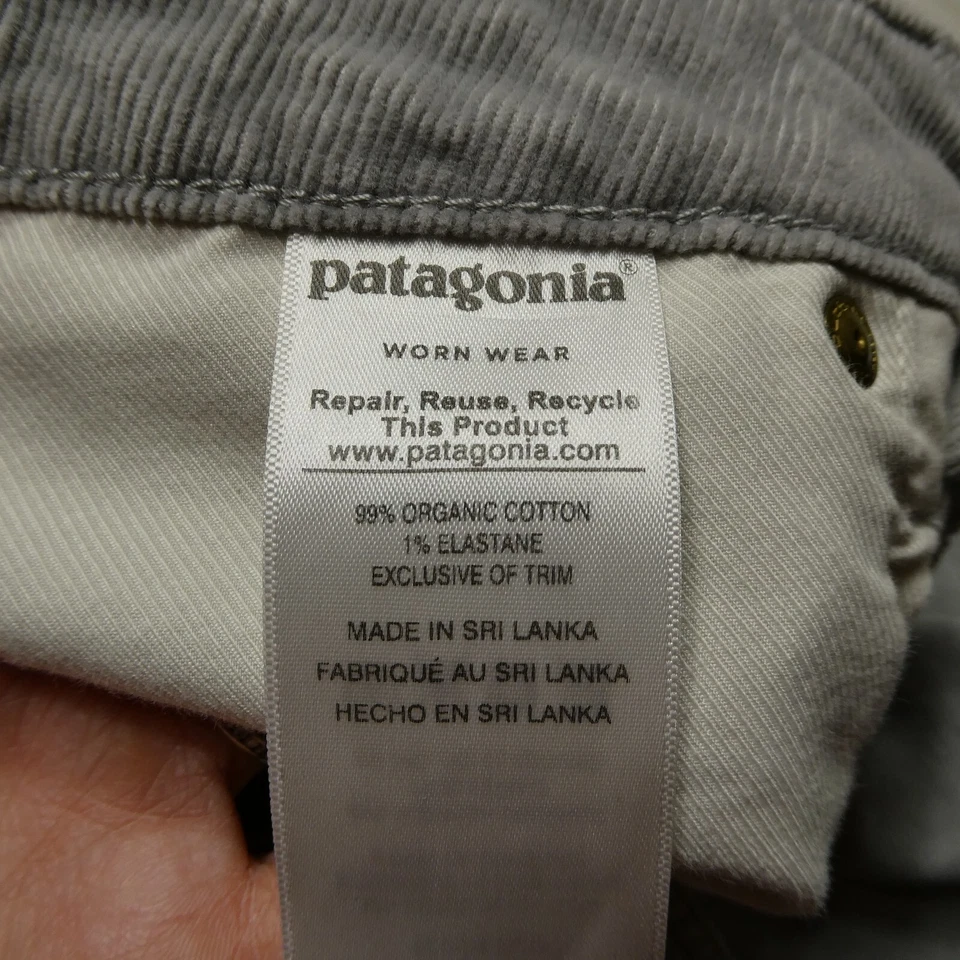 patagonia®
WORN WEAR
Repair, Reuse, Recycle
This Product
www.patagonia.com
99% ORGANIC COTTON
1% ELASTANE
EXCLUSIVE OF TRIM
MADE IN SRI LANKA
FABRIQUÉ AU SRI LANKA
HECHO EN SRI LANKA